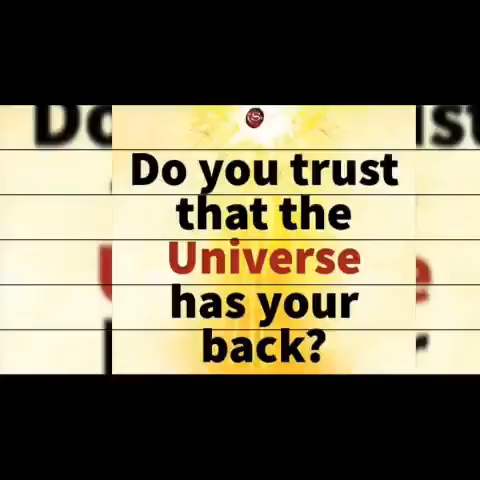 Do you trust
that the
Universe
has your
back?